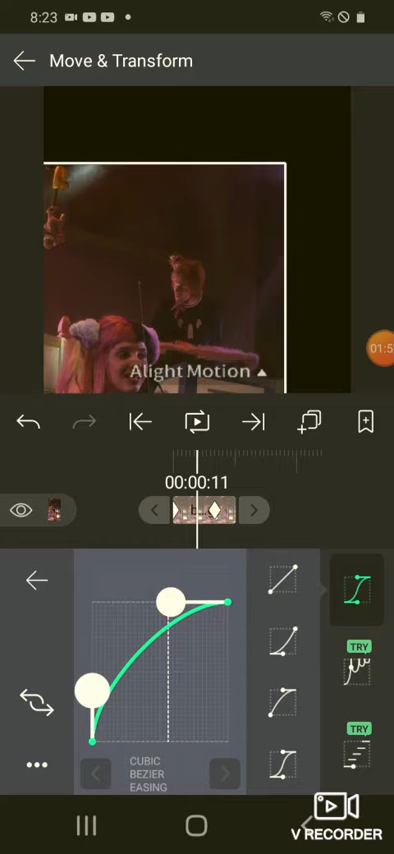 8:23
Move & Transform
Alight Motion
01:5
00:00:11
TRY
TRY
CUBIC
BEZIER
EASING
V RECORDER